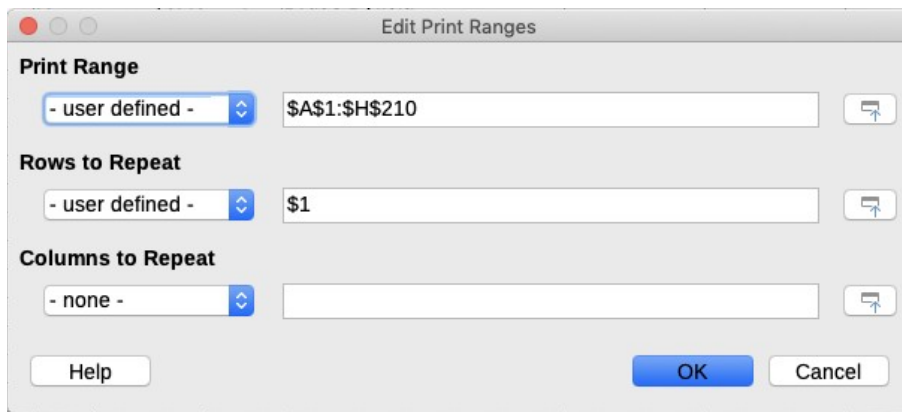 Edit Print Ranges
Print Range
- user defined - $A$1:$H$210
Rows to Repeat
- user defined - $1
Columns to Repeat
- none -
Help OK Cancel